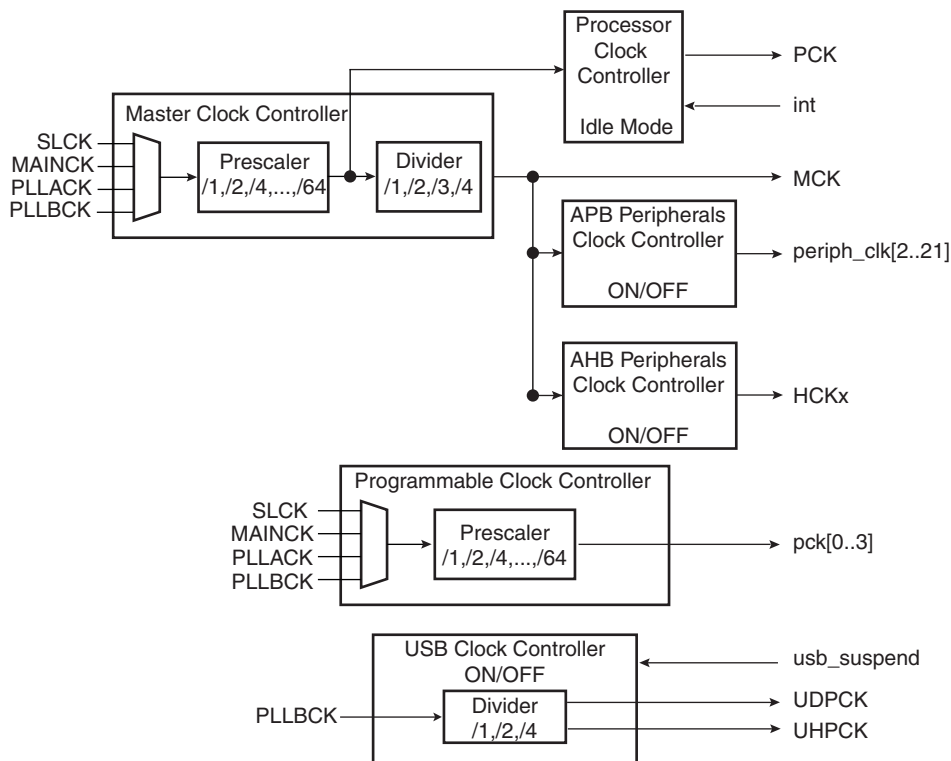 Processor
Clock
Controller
Idle Mode
PCK
int
Master Clock Controller
SLCK
MAINCK
PLLACK
PLLBCK
Prescaler
/1,/2,/4,...,/64
Divider
/1,/2,/3,/4
MCK
APB Peripherals
Clock Controller
ON/OFF
periph_clk[2..21]
AHB Peripherals
Clock Controller
ON/OFF
HCKx
Programmable Clock Controller
SLCK
MAINCK
PLLACK
PLLBCK
Prescaler
/1,/2,/4,...,/64
pck[0..3]
USB Clock Controller
ON/OFF
usb_suspend
PLLBCK
Divider
/1,/2,/4
UDPCK
UHPCK